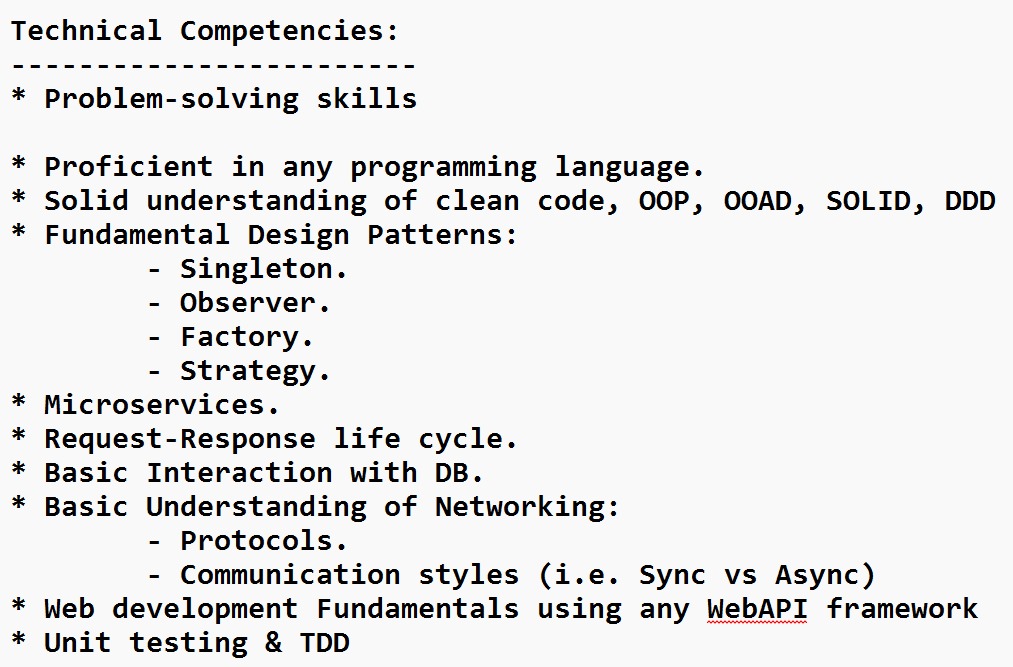 Technical Competencies:
------------------------
* Problem-solving skills
* Proficient in any programming language.
* Solid understanding of clean code, OOP, OOAD, SOLID, DDD
* Fundamental Design Patterns:
- Singleton.
- Observer.
- Factory.
- Strategy.
* Microservices.
* Request-Response life cycle.
* Basic Interaction with DB.
* Basic Understanding of Networking:
- Protocols.
- Communication styles (i.e. Sync vs Async)
* Web development Fundamentals using any WebAPI framework
* Unit testing & TDD